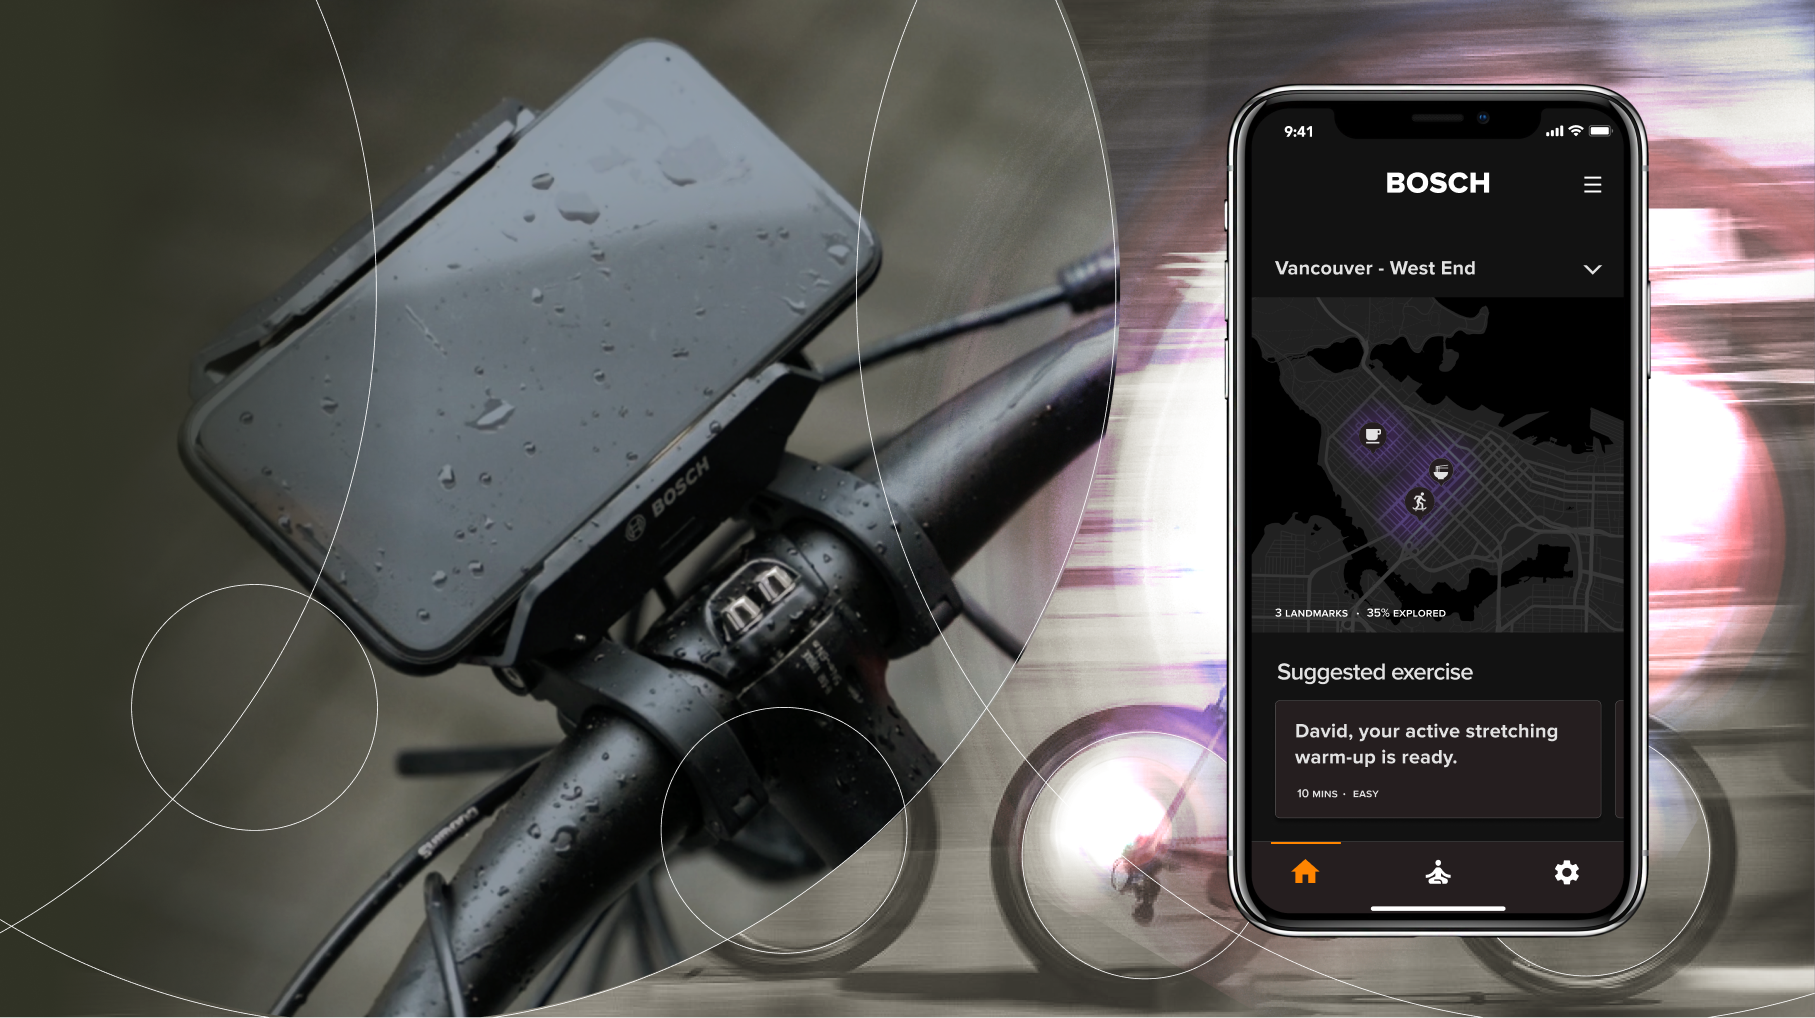 BOSCH
SHIMANO
9:41
BOSCH
Vancouver - West End
3 LANDMARKS · 35% EXPLORED
Suggested exercise
David, your active stretching
warm-up is ready.
10 MINS · EASY